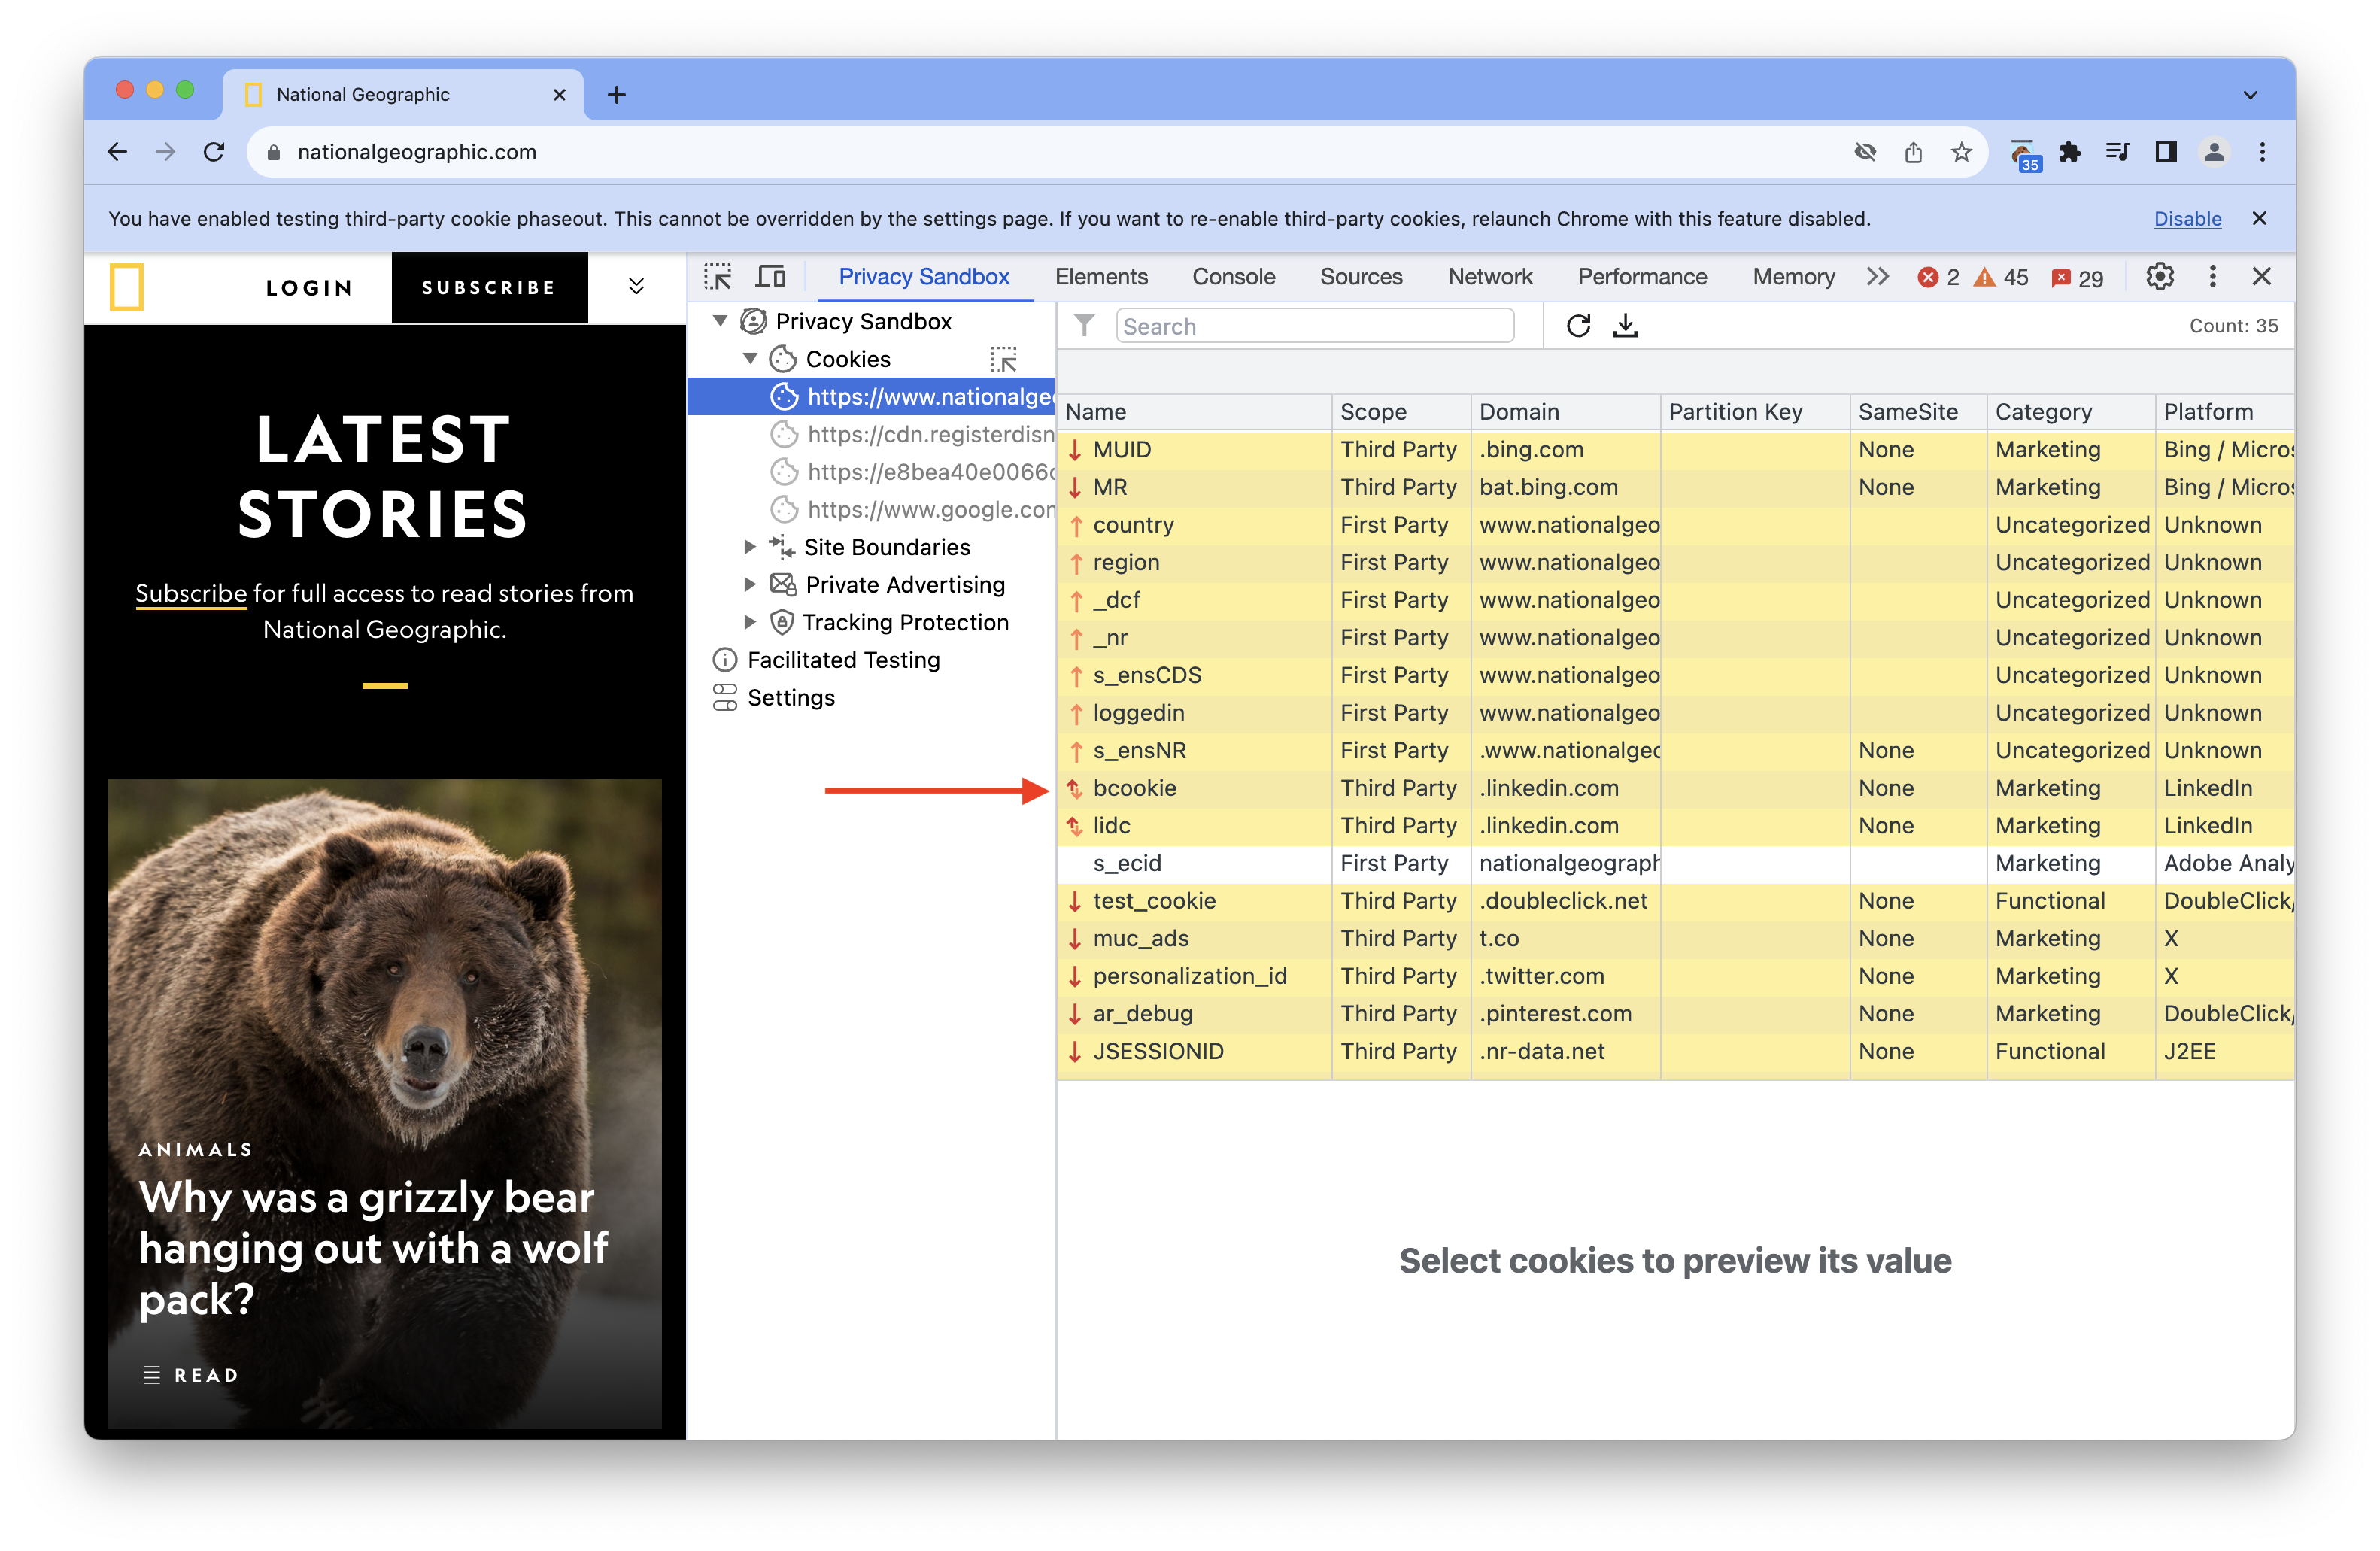 National Geographic
nationalgeographic.com
35
You have enabled testing third-party cookie phaseout. This cannot be overridden by the settings page. If you want to re-enable third-party cookies, relaunch Chrome with this feature disabled. Disable
LOGIN
SUBSCRIBE
LATEST
STORIES
Subscribe for full access to read stories from
National Geographic.
ANIMALS
Why was a grizzly bear
hanging out with a wolf
pack?
READ
Privacy Sandbox Elements Console Sources Network Performance Memory 2 45 29
Privacy Sandbox
Cookies
https://www.nationalge
https://cdn.registerdisn
https://e8bea40e0066
https://www.google.co
Site Boundaries
Private Advertising
Tracking Protection
Facilitated Testing
Settings
Search Count: 35
Name Scope Domain Partition Key SameSite Category Platform
MUID Third Party .bing.com None Marketing Bing / Micros
MR Third Party bat.bing.com None Marketing Bing / Micros
country First Party www.nationalgeo Uncategorized Unknown
region First Party www.nationalgeo Uncategorized Unknown
_dcf First Party www.nationalgeo Uncategorized Unknown
_nr First Party www.nationalgeo Uncategorized Unknown
s_ensCDS First Party www.nationalgeo Uncategorized Unknown
loggedin First Party www.nationalgeo Uncategorized Unknown
s_ensNR First Party .www.nationalgeo None Uncategorized Unknown
bcookie Third Party .linkedin.com None Marketing LinkedIn
lidc Third Party .linkedin.com None Marketing LinkedIn
s_ecid First Party nationalgeograph Marketing Adobe Analy
test_cookie Third Party .doubleclick.net None Functional DoubleClick/
muc_ads Third Party t.co None Marketing X
personalization_id Third Party .twitter.com None Marketing X
ar_debug Third Party .pinterest.com None Marketing DoubleClick/
JSESSIONID Third Party .nr-data.net None Functional J2EE
Select cookies to preview its value